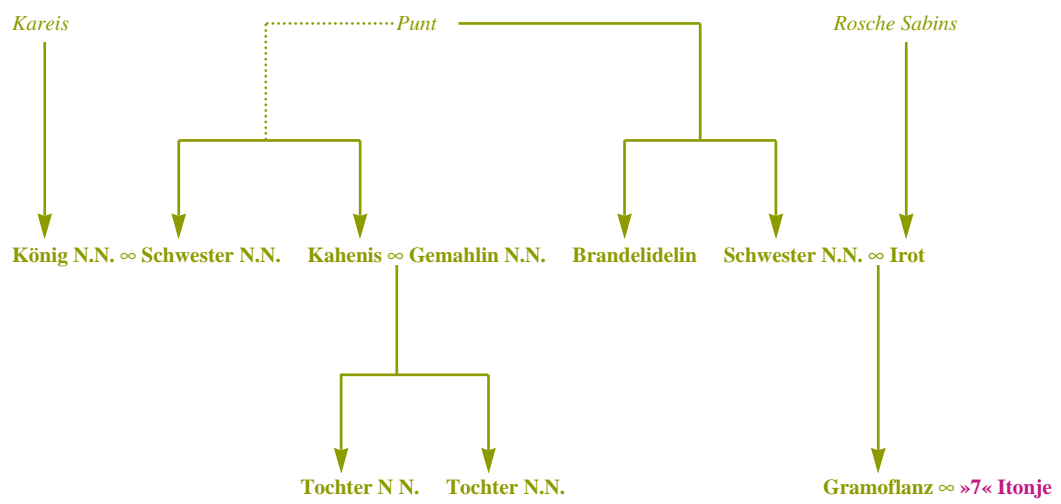 Kareis Punt Rosche Sabins
König N.N. ∞ Schwester N.N. Kahenis ∞ Gemahlin N.N. Brandelidelin Schwester N.N. ∞ Irot
Tochter N N. Tochter N.N. Gramoflanz ∞ »7« Itonje